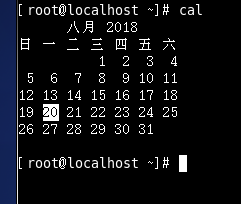 [root@localhost ~]# cal
八月 2018
日 一 二 三 四 五 六
1 2 3 4
5 6 7 8 9 10 11
12 13 14 15 16 17 18
19 20 21 22 23 24 25
26 27 28 29 30 31
[root@localhost ~]#